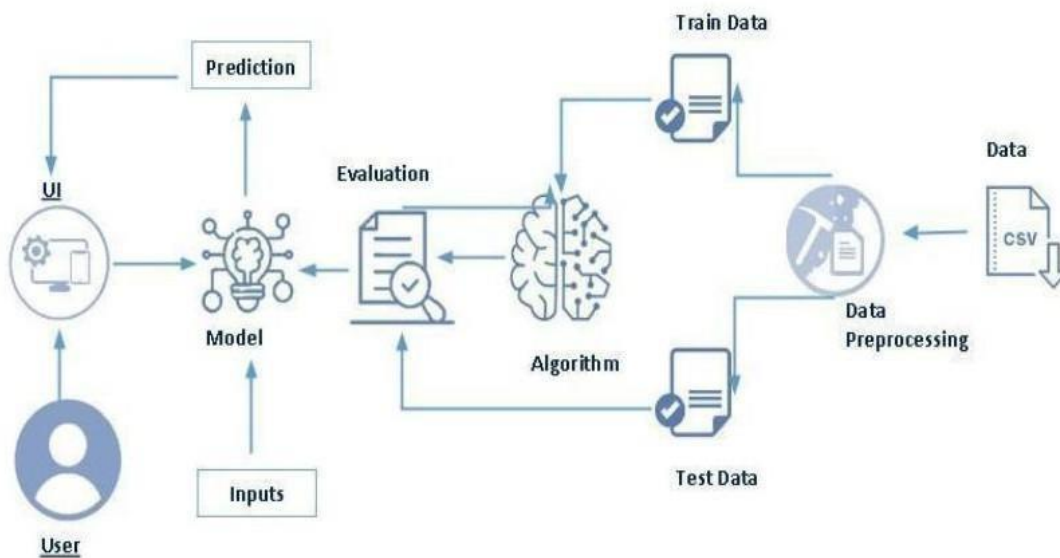 Train Data
Prediction
Data
Evaluation
UI
CSV
Data
Preprocessing
Model
Algorithm
Test Data
Inputs
User